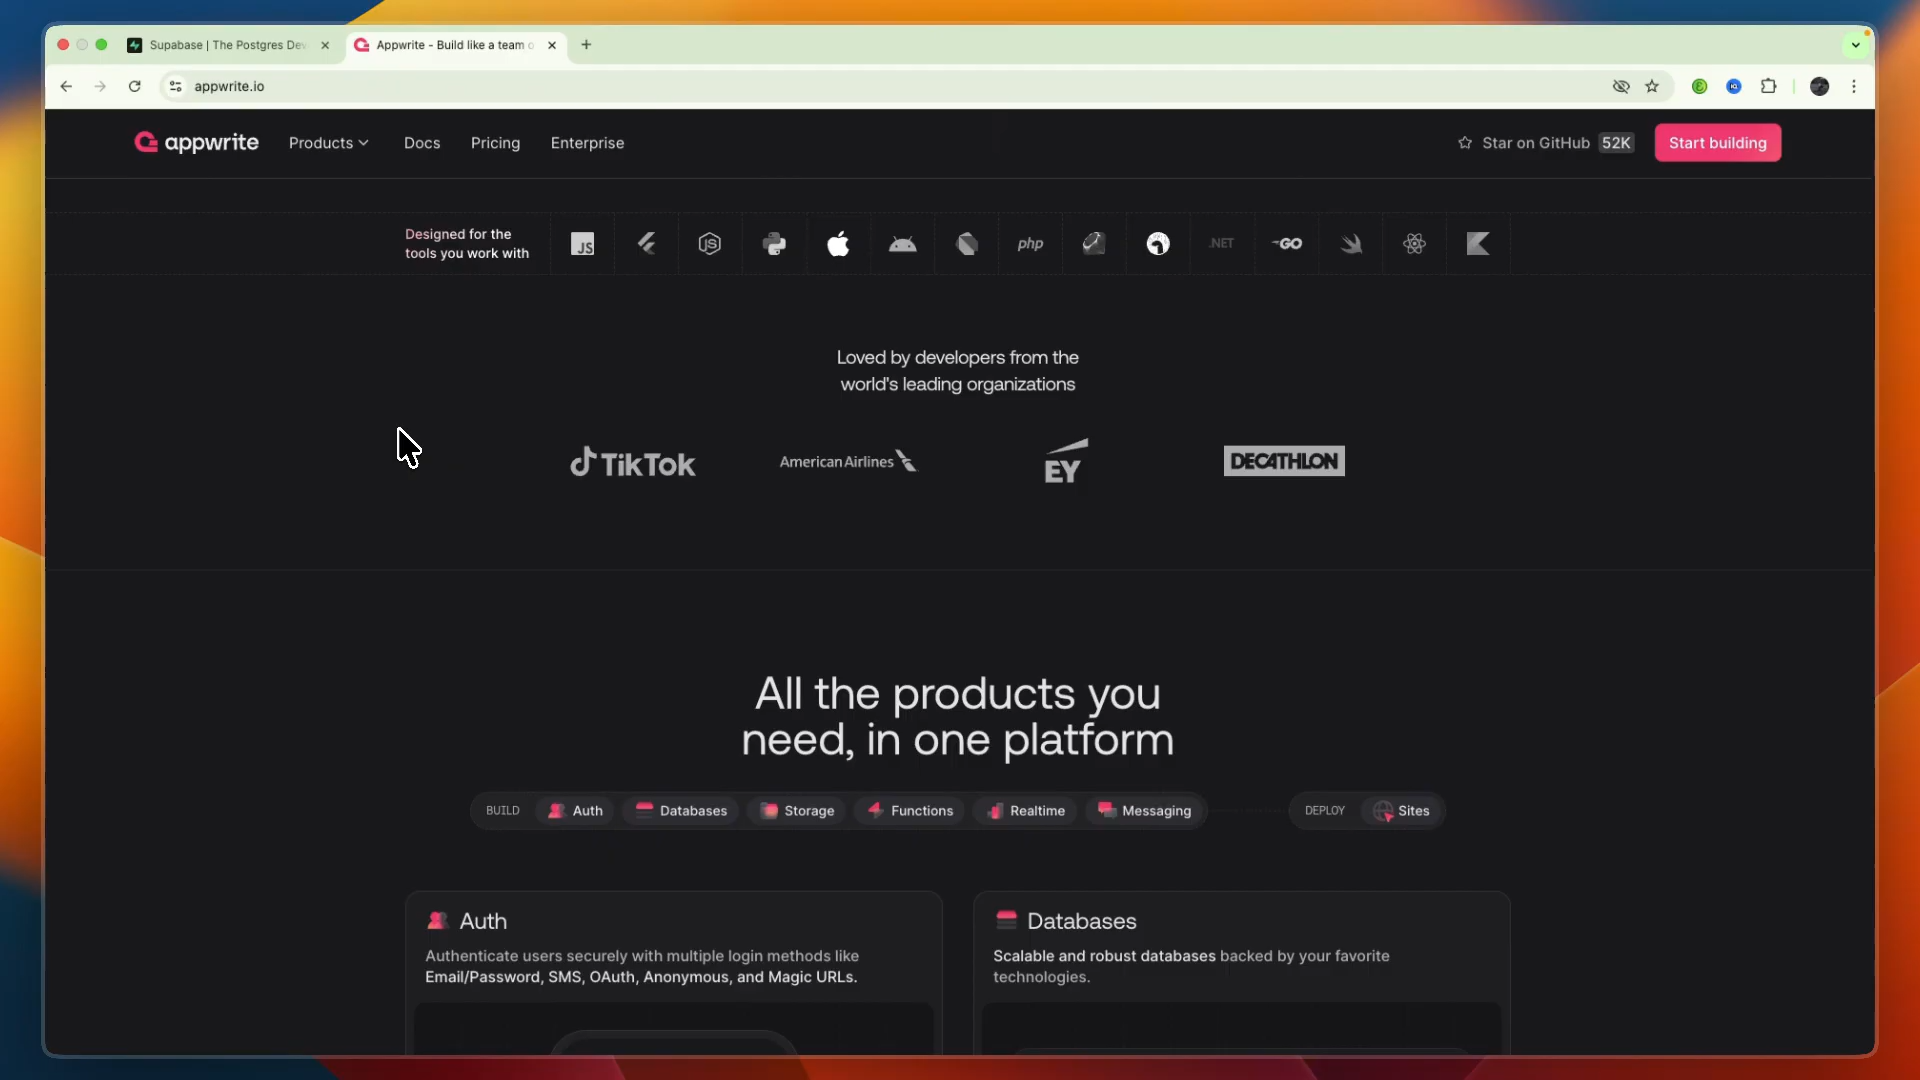 Supabase | The Postgres Dev
Appwrite - Build like a team o
appwrite.io
appwrite
Products
Docs
Pricing
Enterprise
Star on GitHub 52K
Start building
Designed for the
tools you work with
JS
JS
php
.NET
GO
Loved by developers from the
world's leading organizations
TikTok
American Airlines
EY
DECATHLON
All the products you
need, in one platform
BUILD
Auth
Databases
Storage
Functions
Realtime
Messaging
DEPLOY
Sites
Auth
Authenticate users securely with multiple login methods like
Email/Password, SMS, OAuth, Anonymous, and Magic URLs.
Databases
Scalable and robust databases backed by your favorite
technologies.